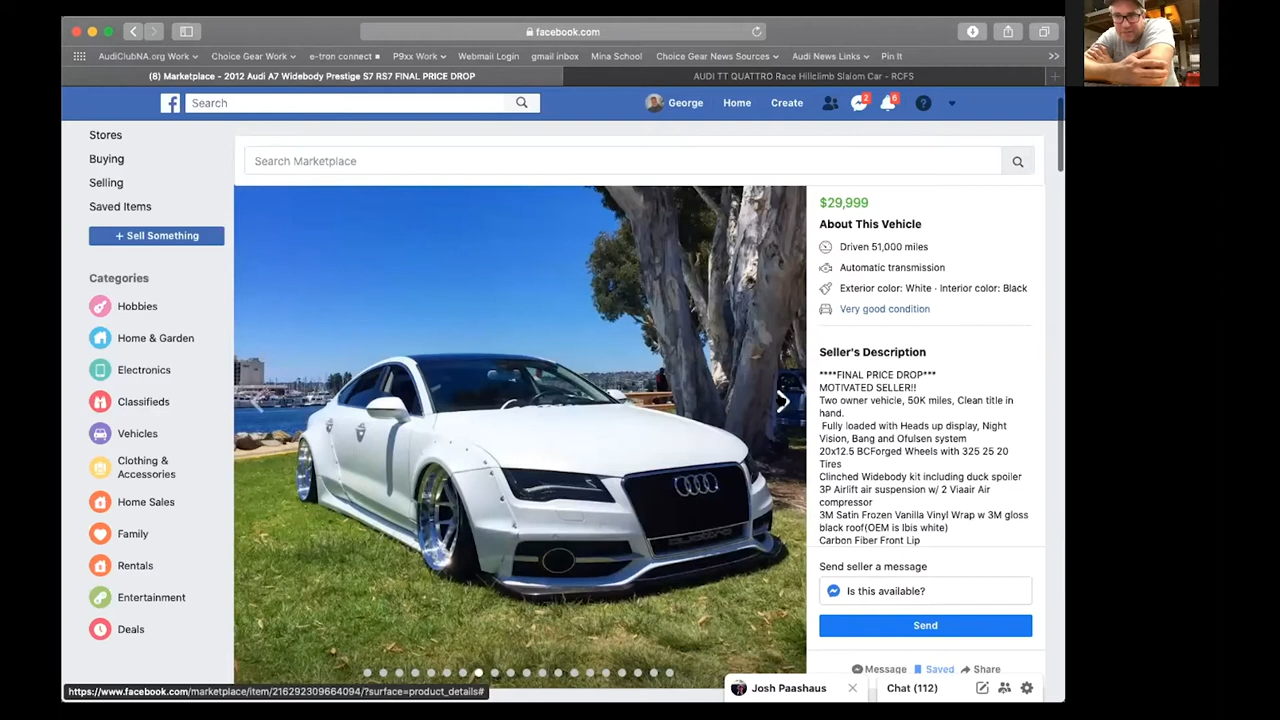 facebook.com
AudiClubNA.org Work
Choice Gear Work
e-tron connect
P9xx Work
Webmail Login
gmail inbox
Mina School
Choice Gear News Sources
Audi News Links
Pin It
>>
(8) Marketplace - 2012 Audi A7 Widebody Prestige S7 RS7 FINAL PRICE DROP
AUDI TT QUATTRO Race Hillclimb Slalom Car - RCFS
Search
George
Home
Create
2
6
Stores
Buying
Selling
Saved Items
+ Sell Something
Categories
Hobbies
Home & Garden
Electronics
Classifieds
Vehicles
Clothing &
Accessories
Home Sales
Family
Rentals
Entertainment
Deals
Search Marketplace
quattro
$29,999
About This Vehicle
Driven 51,000 miles
Automatic transmission
Exterior color: White · Interior color: Black
Very good condition
Seller's Description
****FINAL PRICE DROP***
MOTIVATED SELLER!!
Two owner vehicle, 50K miles, Clean title in
hand.
Fully loaded with Heads up display, Night
Vision, Bang and Ofulsen system
20x12.5 BCForged Wheels with 325 25 20
Tires
Clinched Widebody kit including duck spoiler
3P Airlift air suspension w/ 2 Viaair Air
compressor
3M Satin Frozen Vanilla Vinyl Wrap w 3M gloss
black roof(OEM is Ibis white)
Carbon Fiber Front Lip
Send seller a message
Is this available?
Send
Message
Saved
Share
https://www.facebook.com/marketplace/item/216292309664094/?surface=product_details#
Josh Paashaus
Chat (112)